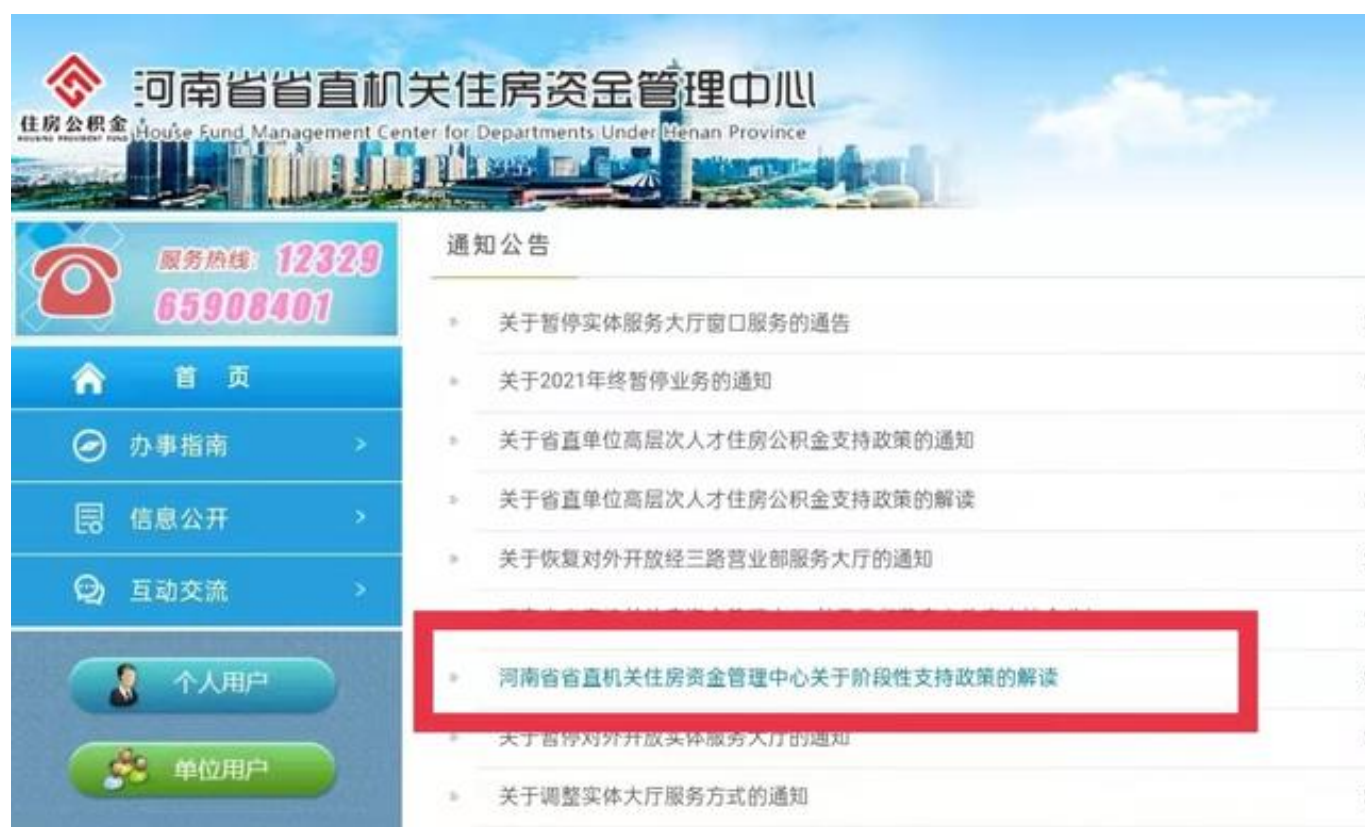 河南省省直机关住房资金管理中心
住房公积金
House Fund Management Center for Departments Under Henan Province
服务热线: 12329
65908401
首 页
办事指南
信息公开
互动交流
个人用户
单位用户
通知公告
关于暂停实体服务大厅窗口服务的通告
关于2021年终暂停业务的通知
关于省直单位高层次人才住房公积金支持政策的通知
关于省直单位高层次人才住房公积金支持政策的解读
关于恢复对外开放经三路营业部服务大厅的通知
河南省省直机关住房资金管理中心关于阶段性支持政策的解读
关于暂停对外开放实体服务大厅的通知
关于调整实体大厅服务方式的通知